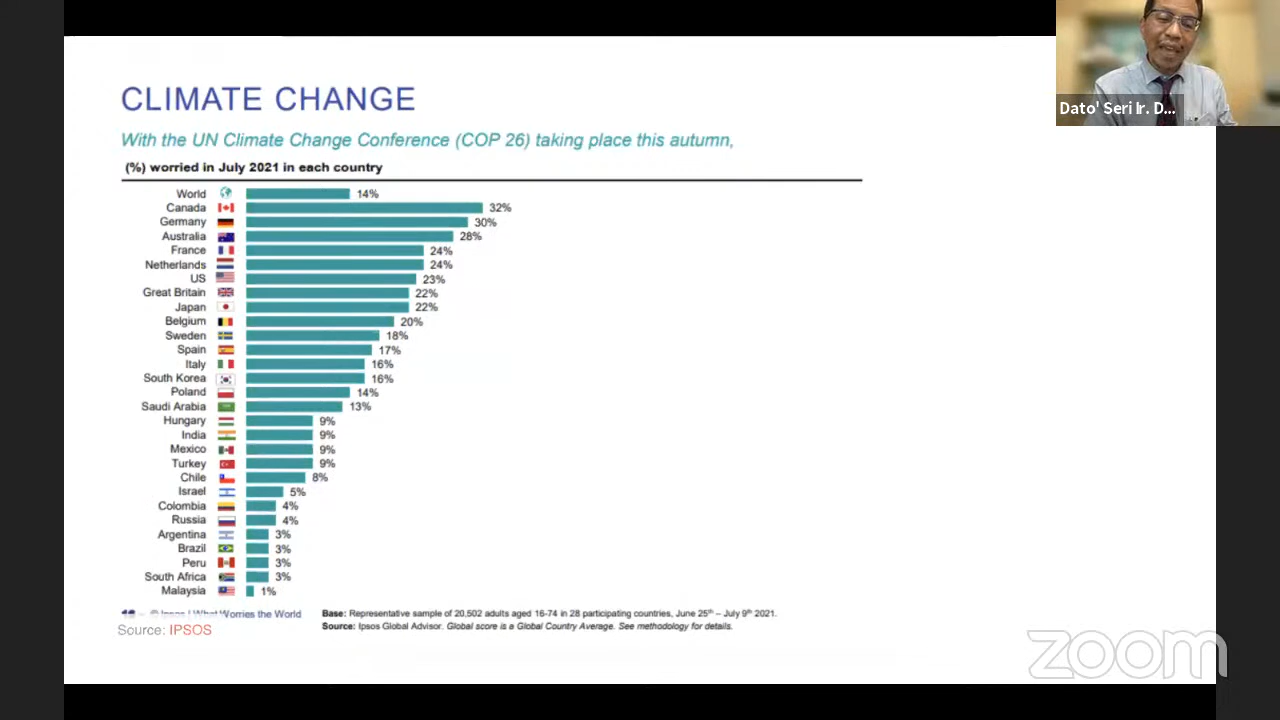 CLIMATE CHANGE
With the UN Climate Change Conference (COP 26) taking place this autumn,
(%) worried in July 2021 in each country
World 14%
Canada 32%
Germany 30%
Australia 28%
France 24%
Netherlands 24%
US 23%
Great Britain 22%
Japan 22%
Belgium 20%
Sweden 18%
Spain 17%
Italy 16%
South Korea 16%
Poland 14%
Saudi Arabia 13%
Hungary 9%
India 9%
Mexico 9%
Turkey 9%
Chile 8%
Israel 5%
Colombia 4%
Russia 4%
Argentina 3%
Brazil 3%
Peru 3%
South Africa 3%
Malaysia 1%
© Ipsos | What Worries the World
Source: IPSOS
Base: Representative sample of 20,502 adults aged 16-74 in 28 participating countries, June 25th – July 9th 2021.
Source: Ipsos Global Advisor. Global score is a Global Country Average. See methodology for details.
Dato' Seri Ir. D...
zoom